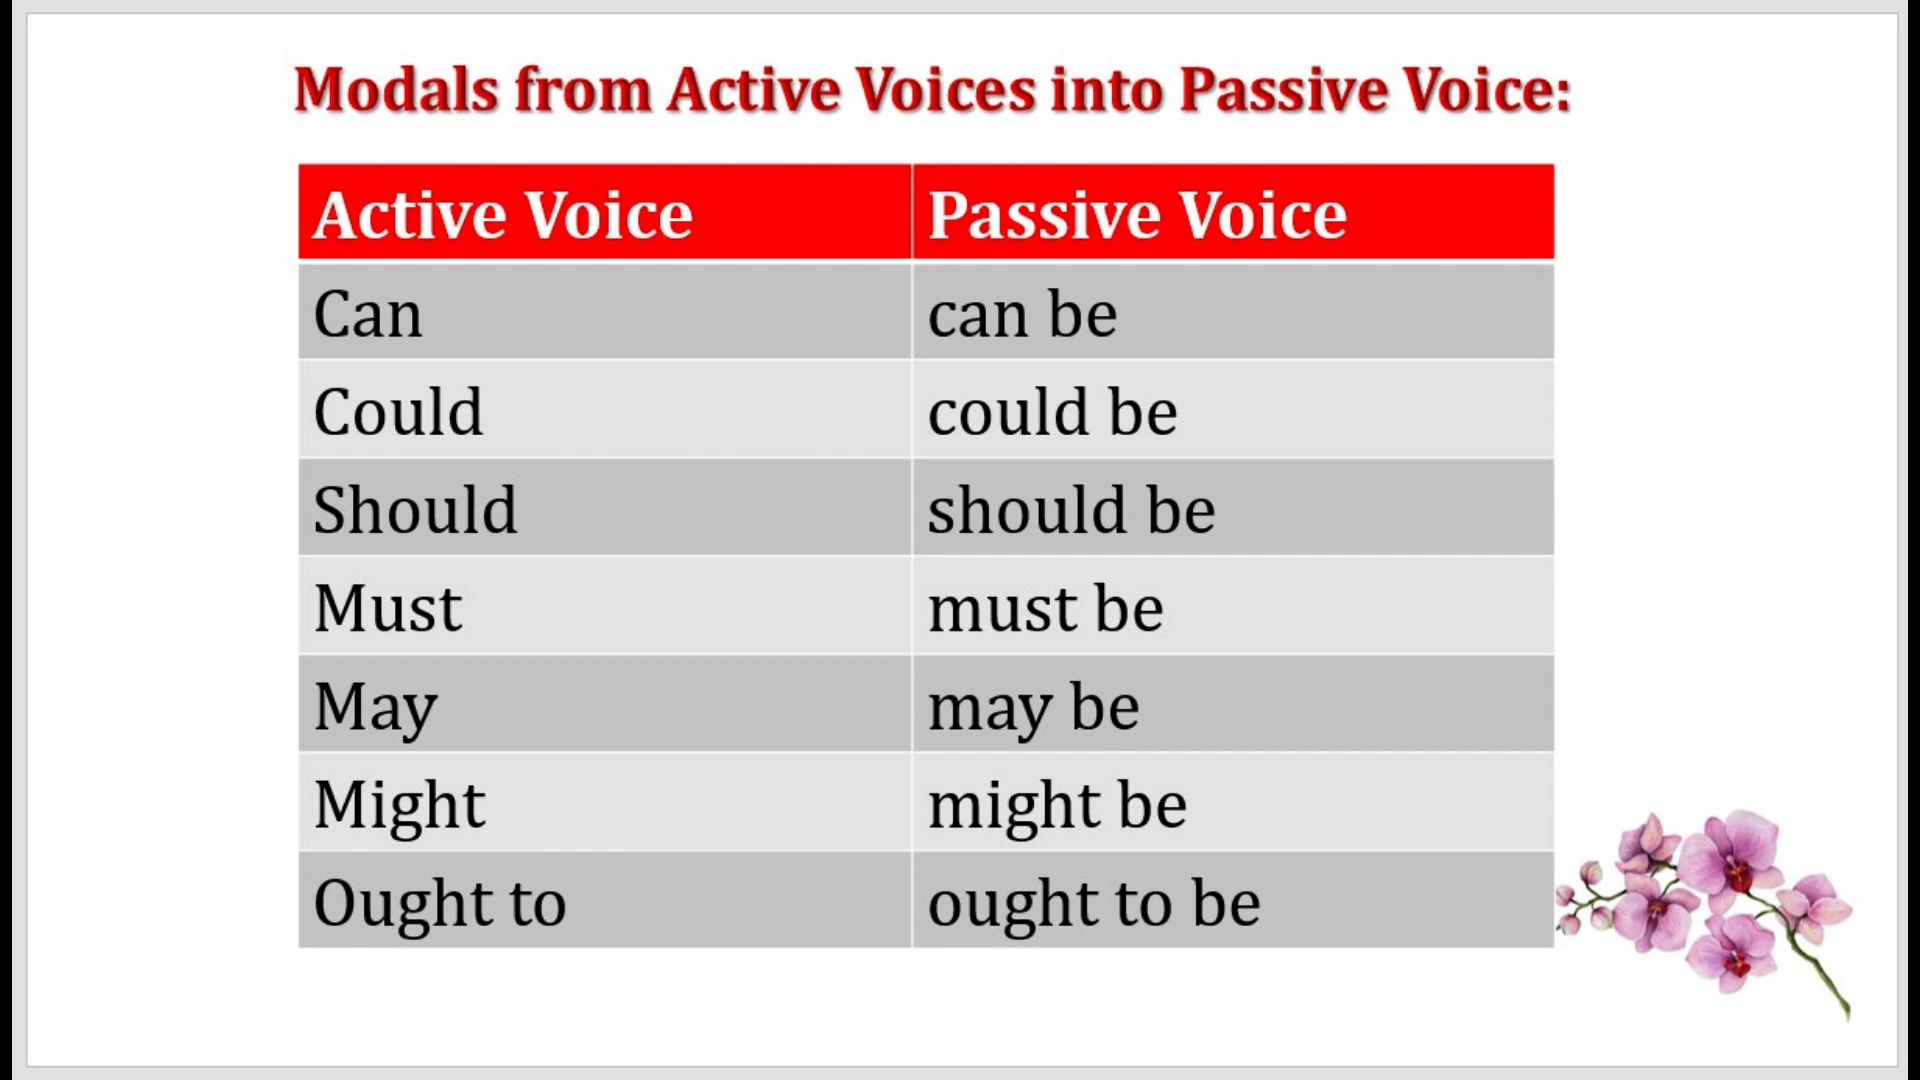 Modals from Active Voices into Passive Voice:
Active Voice Passive Voice
Can can be
Could could be
Should should be
Must must be
May may be
Might might be
Ought to ought to be